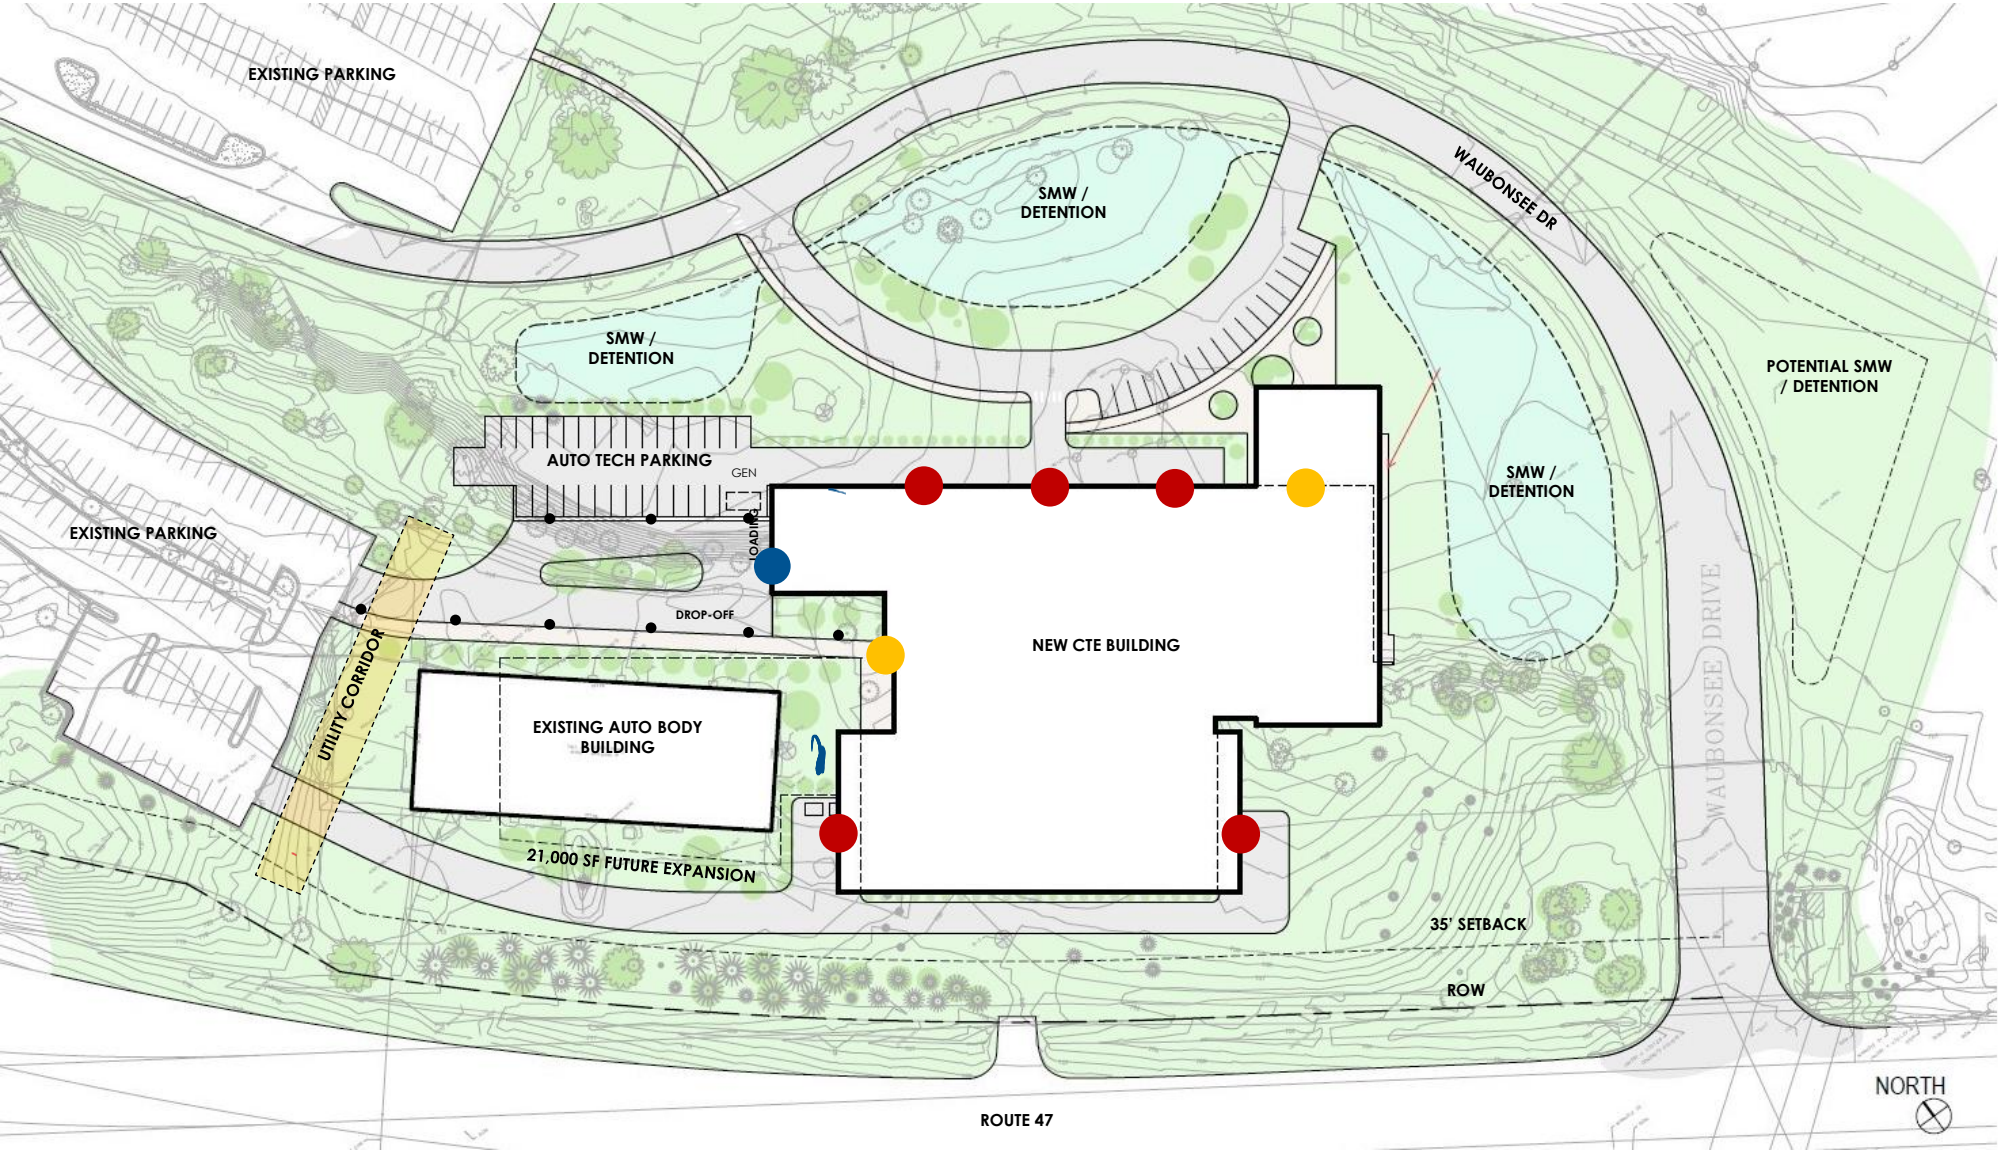 EXISTING PARKING
WAUBONSEE DR
SMW /
DETENTION
SMW /
DETENTION
POTENTIAL SMW
/ DETENTION
AUTO TECH PARKING
GEN
SMW /
DETENTION
EXISTING PARKING
LOADING
DROP-OFF
NEW CTE BUILDING
UTILITY CORRIDOR
EXISTING AUTO BODY
BUILDING
WAUBONSEE DRIVE
21,000 SF FUTURE EXPANSION
35' SETBACK
ROW
NORTH
ROUTE 47